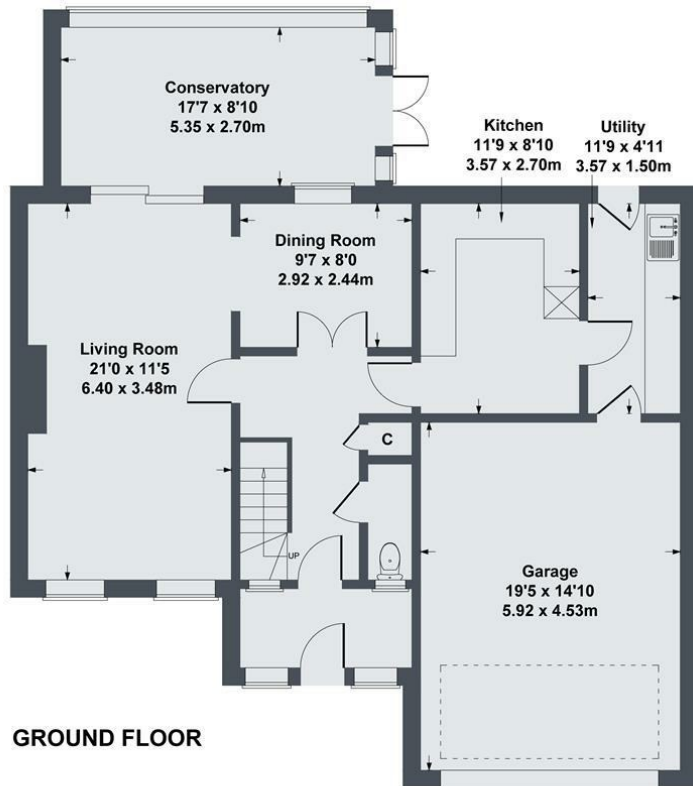 Conservatory
17'7 x 8'10
5.35 x 2.70m
Kitchen
11'9 x 8'10
3.57 x 2.70m
Utility
11'9 x 4'11
3.57 x 1.50m
Dining Room
9'7 x 8'0
2.92 x 2.44m
Living Room
21'0 x 11'5
6.40 x 3.48m
C
UP
Garage
19'5 x 14'10
5.92 x 4.53m
GROUND FLOOR